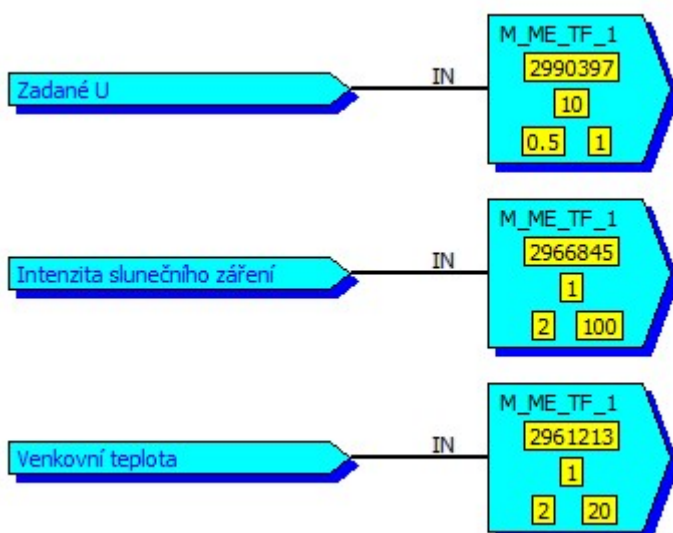 M_ME_TF_1
Zadané U
IN
2990397
10
0.5 1
M_ME_TF_1
Intenzita slunečního záření
IN
2966845
1
2 100
M_ME_TF_1
Venkovní teplota
IN
2961213
1
2 20